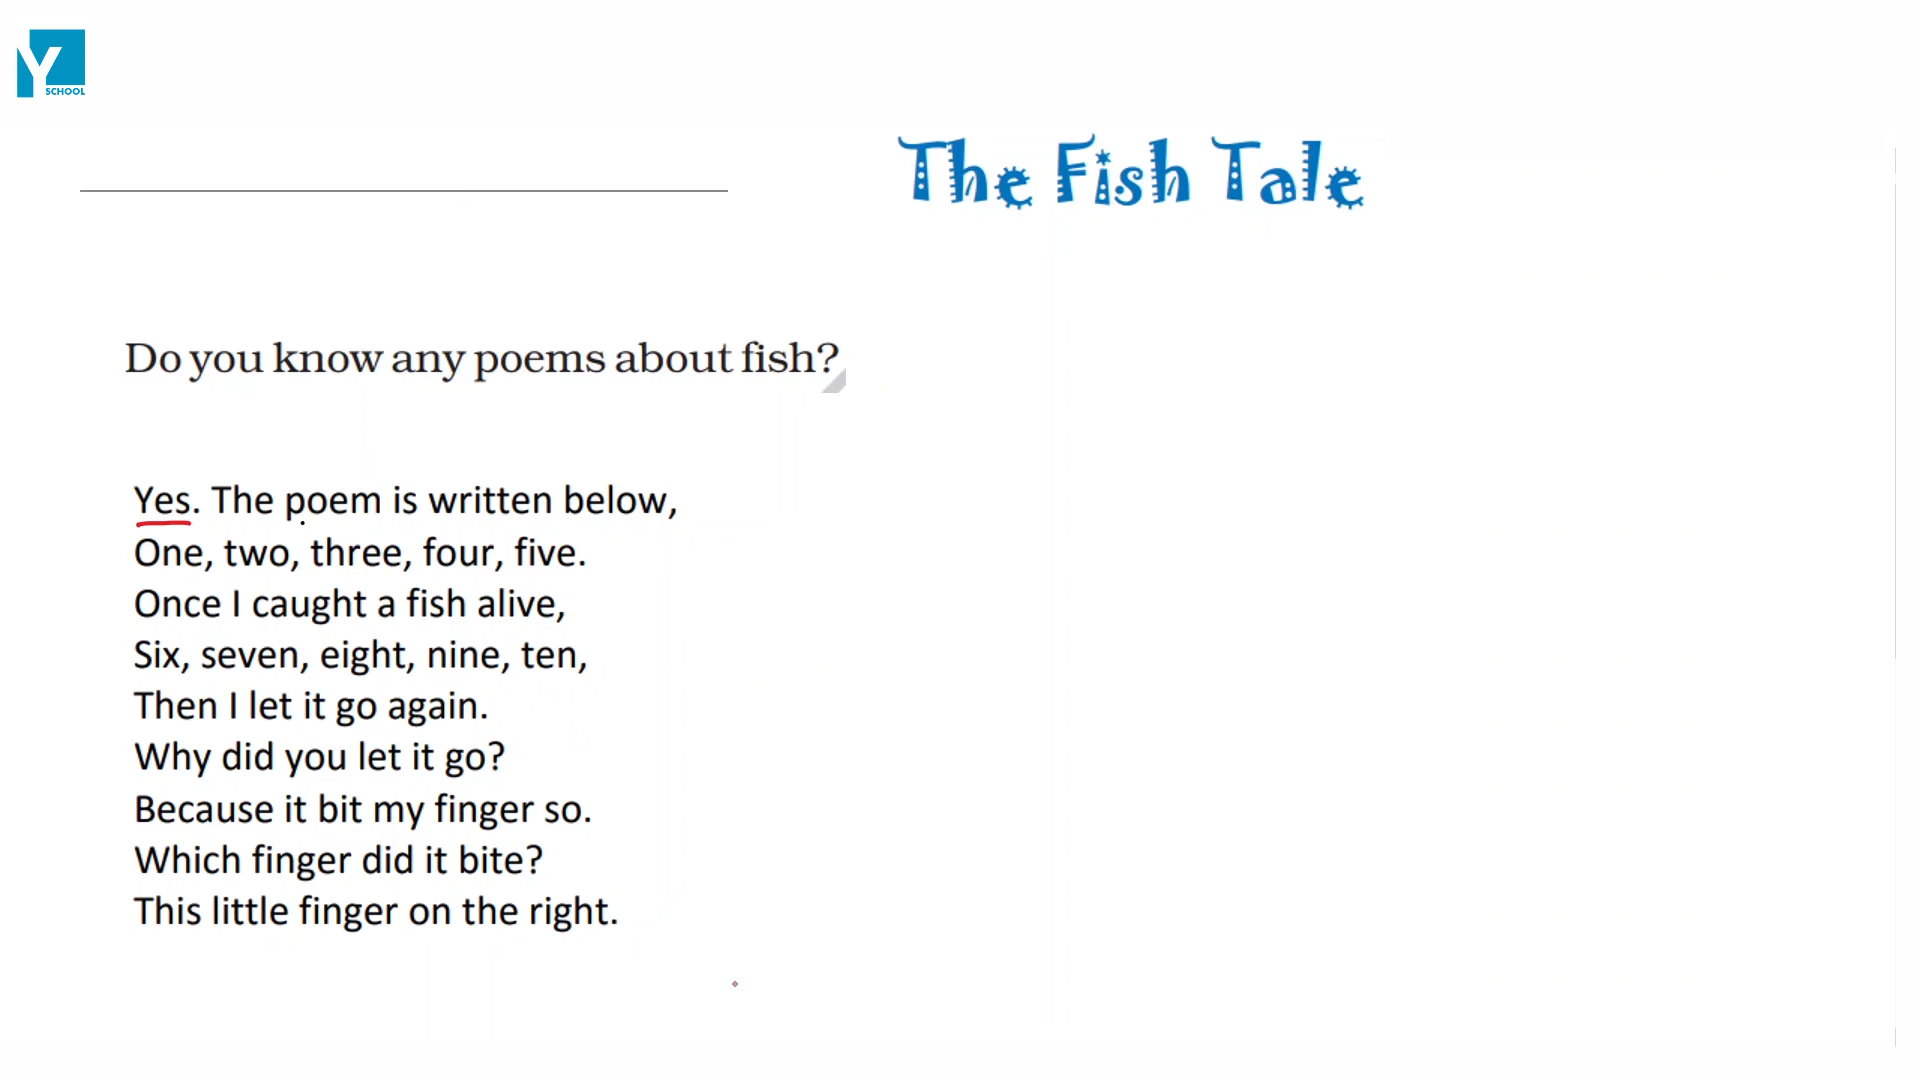 Y
SCHOOL
The Fish Tale
Do you know any poems about fish?
Yes. The poem is written below,
One, two, three, four, five.
Once I caught a fish alive,
Six, seven, eight, nine, ten,
Then I let it go again.
Why did you let it go?
Because it bit my finger so.
Which finger did it bite?
This little finger on the right.